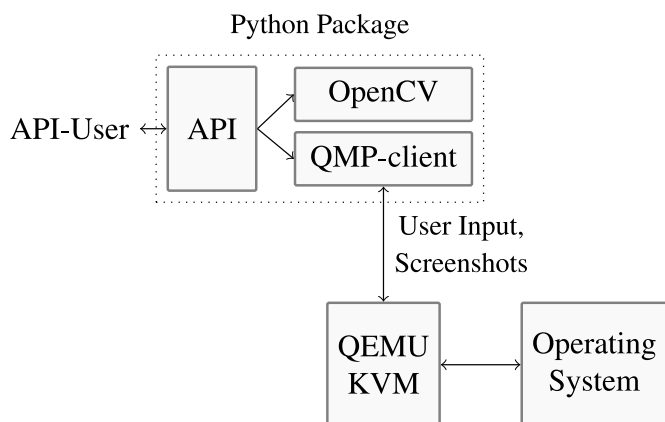 Python Package
OpenCV
API-User
API
QMP-client
User Input,
Screenshots
QEMU
KVM
Operating
System